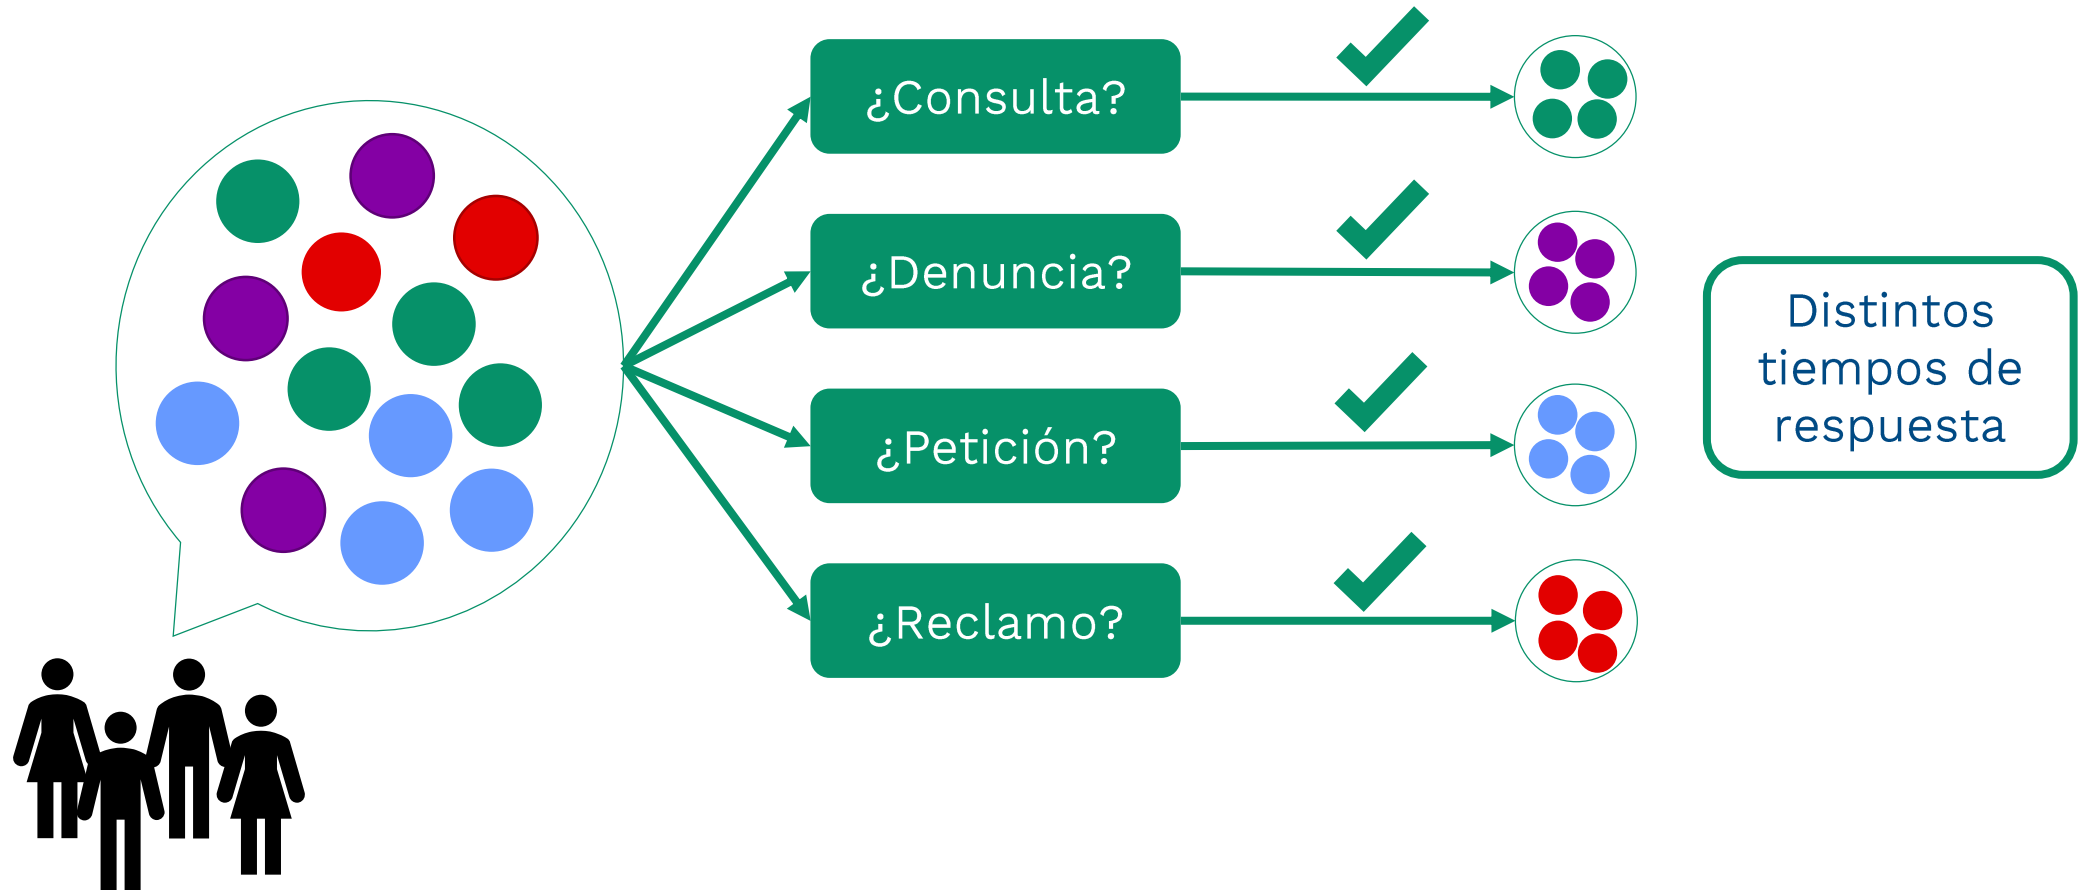 ¿Consulta?
¿Denuncia?
¿Petición?
¿Reclamo?
Distintos
tiempos de
respuesta